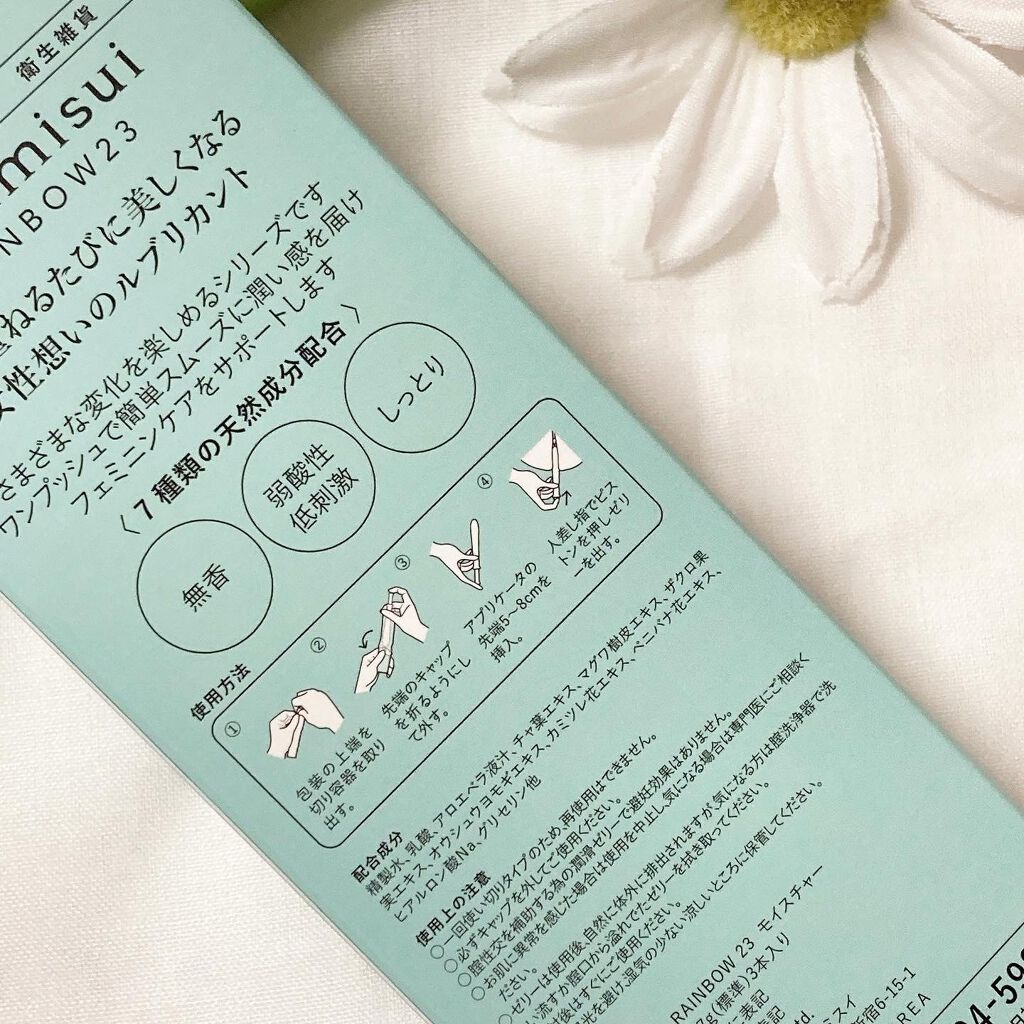 衛生雑貨
misui
NBOW23
ねるたびに美しくなる
性想いのルブリカント
さまざまな変化を楽しめるシリーズです
ワンプッシュで簡単スムーズに潤い感を届け
フェミニンケアをサポートします
〈7種類の天然成分配合〉
無香
弱酸性
低刺激
しっとり
使用方法
①
包装の上端を
切り容器を取り
出す。
②
先端のキャップ
を折るようにし
て外す。
③
アプリケータの
先端5~8cmを
挿入。
④
人差し指でピス
トンを押しゼリ
ーを出す。
配合成分
精製水、乳酸、アロエベラ液汁、チャ葉エキス、マグワ樹皮エキス、ザクロ果
実エキス、オウシュウヨモギエキス、カミツレ花エキス、ベニバナ花エキス、
ヒアルロン酸Na、グリセリン他
使用上の注意
○一回使い切りタイプのため、再使用はできません。
○必ずキャップを外してご使用ください。
○腟性交を補助する為の潤滑ゼリーで避妊効果はありません。
○お肌に異常を感じた場合は使用を中止し、気になる場合は専門医にご相談く
ださい。
○ゼリーは使用後、自然に体外に排出されますが、気になる方は腟洗浄器で洗
い流すか腟口から溢れでたゼリーを拭き取ってください。
後はすぐにご使用ください。
光を避け、湿気の少ない涼しいところに保管してください。
RAINBOW 23 モイスチャー
7g(標準)3本入り
に表記
表記
td.
スイ
新宿6-15-1
REA
4-59